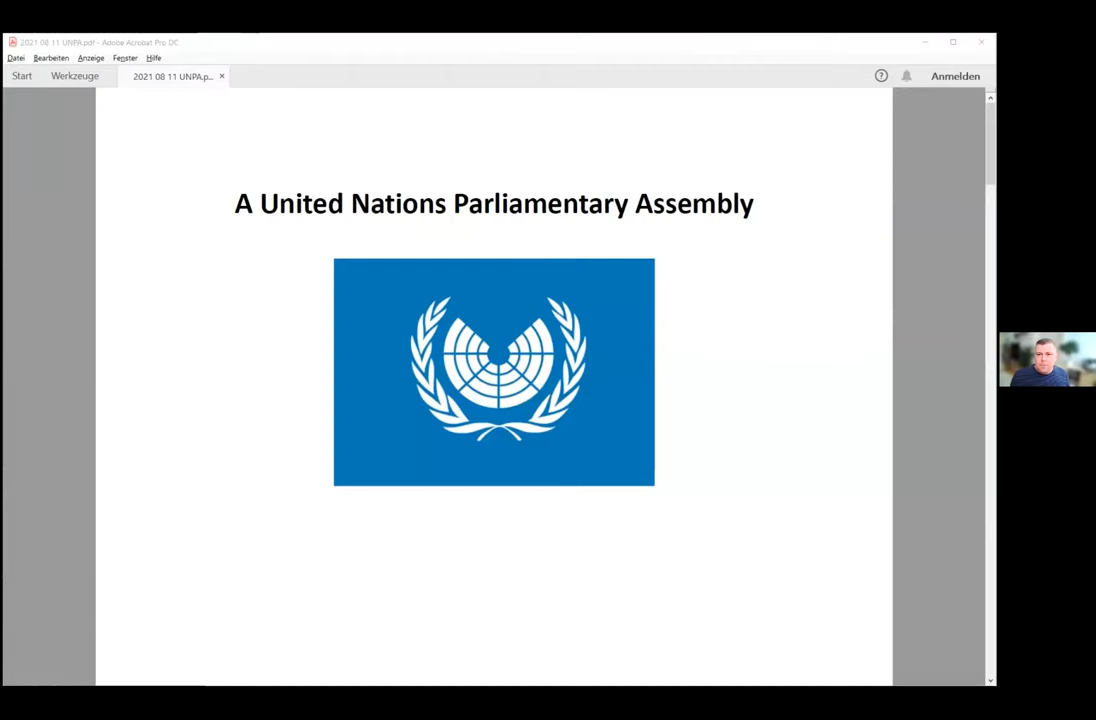 2021 08 11 UNPA.pdf - Adobe Acrobat Pro DC
Datei Bearbeiten Anzeige Fenster Hilfe
Start Werkzeuge 2021 08 11 UNPA.p... × Anmelden
A United Nations Parliamentary Assembly